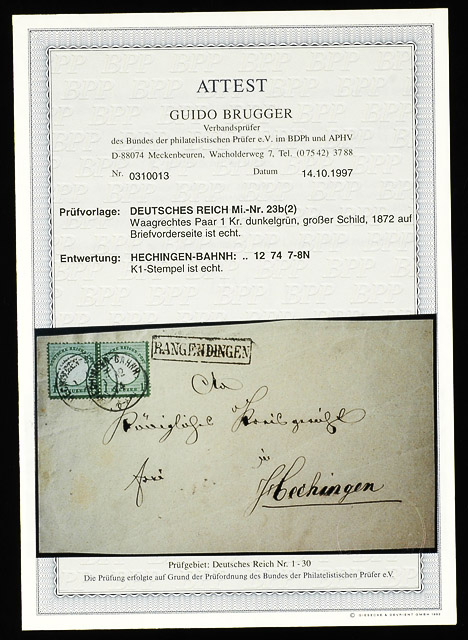 ATTEST
GUIDO BRUGGER
Verbandsprüfer
des Bundes der philatelistischen Prüfer e.V. im BDPh und APHV
D-88074 Meckenbeuren, Wacholderweg 7, Tel. (0 75 42) 37 88
Nr. 0310013 Datum 14.10.1997
Prüfvorlage: DEUTSCHES REICH Mi.-Nr. 23b(2)
Waagrechtes Paar 1 Kr. dunkelgrün, großer Schild, 1872 auf
Briefvorderseite ist echt.
Entwertung: HECHINGEN-BAHNH: .. 12 74 7-8N
K1-Stempel ist echt.
RANGENDINGEN
An
Königliches Kreisgericht
in
frei
Hechingen
Prüfgebiet: Deutsches Reich Nr. 1 - 30
Die Prüfung erfolgte auf Grund der Prüfordnung des Bundes der Philatelistischen Prüfer e.V.